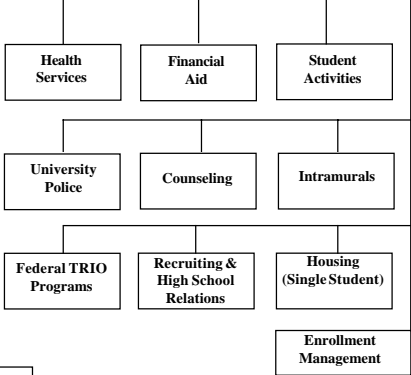 Health
Services
Financial
Aid
Student
Activities
University
Police
Counseling
Intramurals
Federal TRIO
Programs
Recruiting &
High School
Relations
Housing
(Single Student)
Enrollment
Management